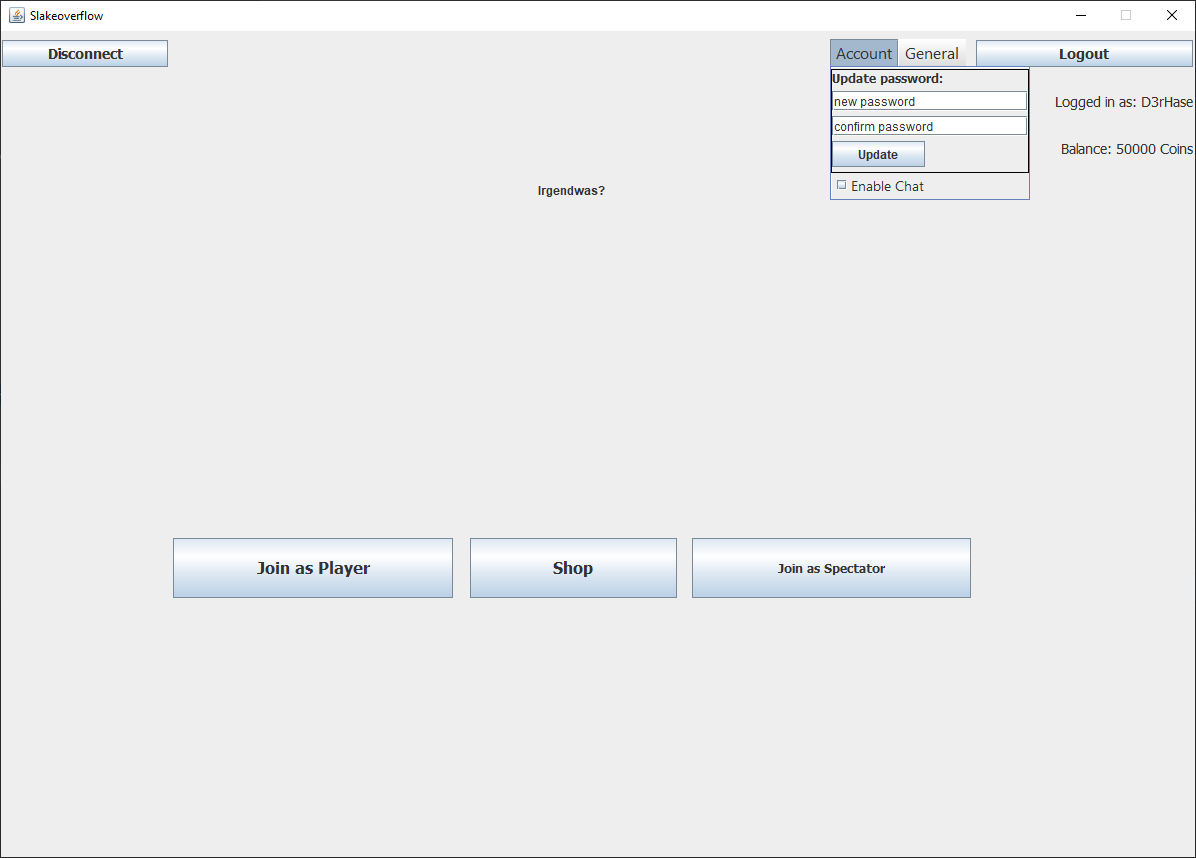 Slakeoverflow
Disconnect
Account General
Logout
Update password:
new password
confirm password
Update
Enable Chat
Logged in as: D3rHase
Balance: 50000 Coins
Irgendwas?
Join as Player
Shop
Join as Spectator